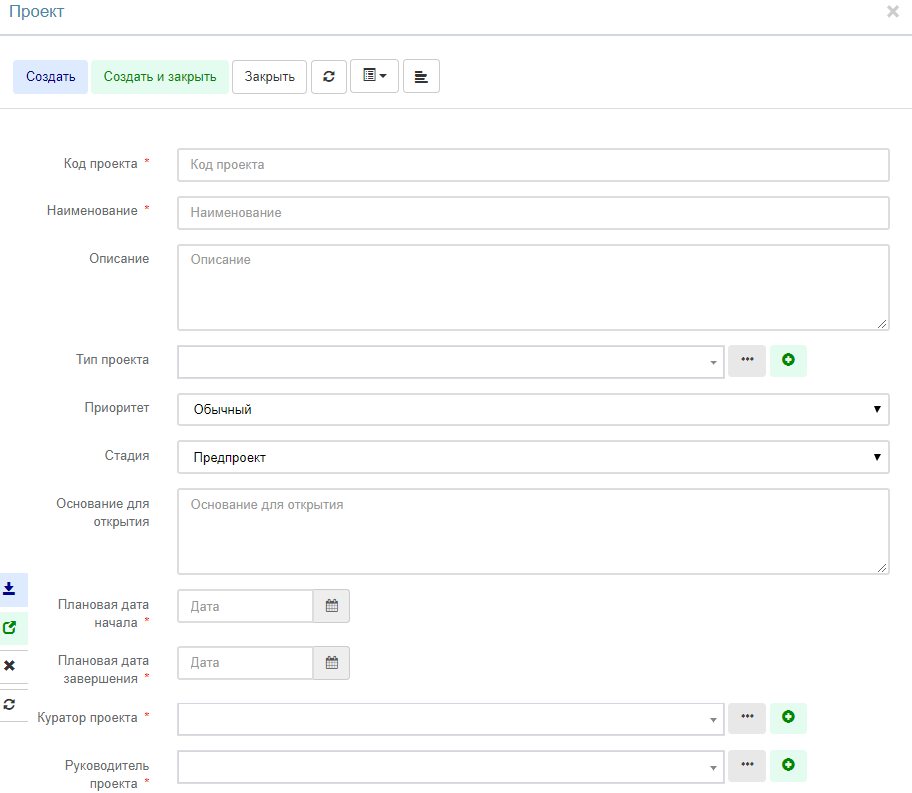 Проект
Создать Создать и закрыть Закрыть
Код проекта * Код проекта
Наименование * Наименование
Описание Описание
Тип проекта
Приоритет Обычный
Стадия Предпроект
Основание для Основание для открытия
открытия
Плановая дата Дата
начала *
Плановая дата Дата
завершения *
Куратор проекта *
Руководитель
проекта *